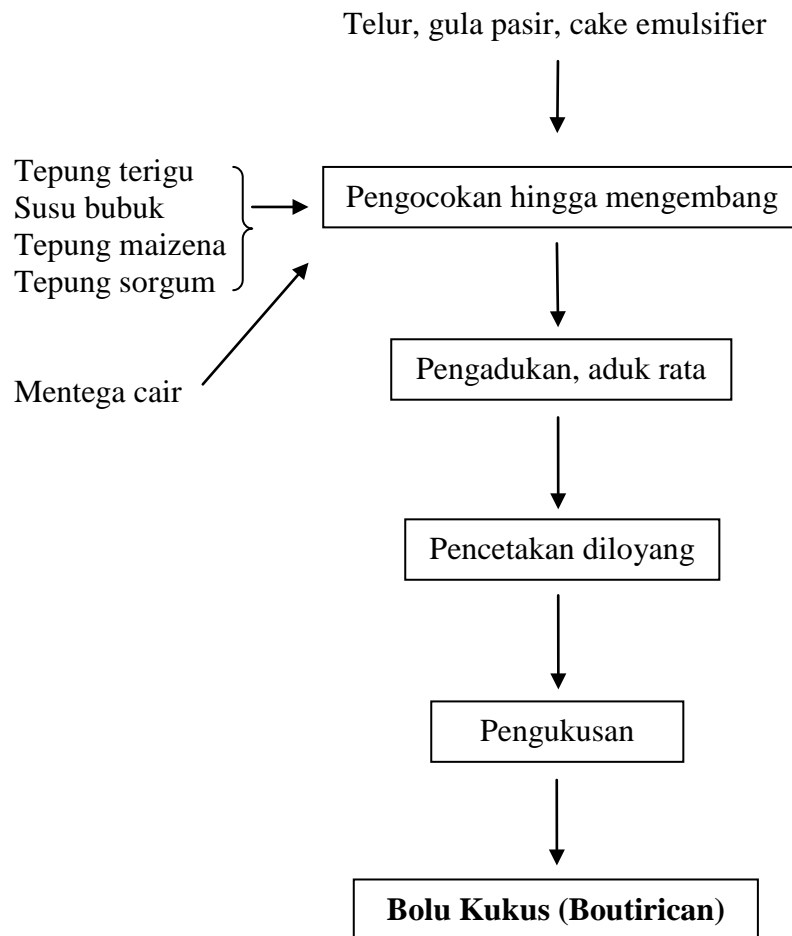 Telur, gula pasir, cake emulsifier
Tepung terigu
Susu bubuk
Tepung maizena
Tepung sorgum
Pengocokan hingga mengembang
Mentega cair
Pengadukan, aduk rata
Pencetakan diloyang
Pengukusan
Bolu Kukus (Boutirican)